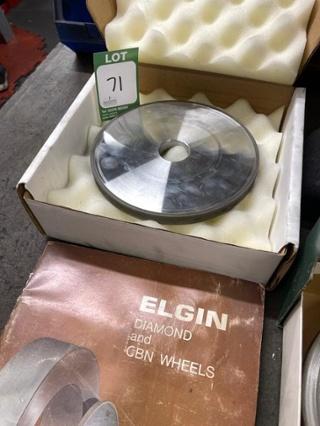 LOT
71
ELGIN
DIAMOND
and
CBN WHEELS